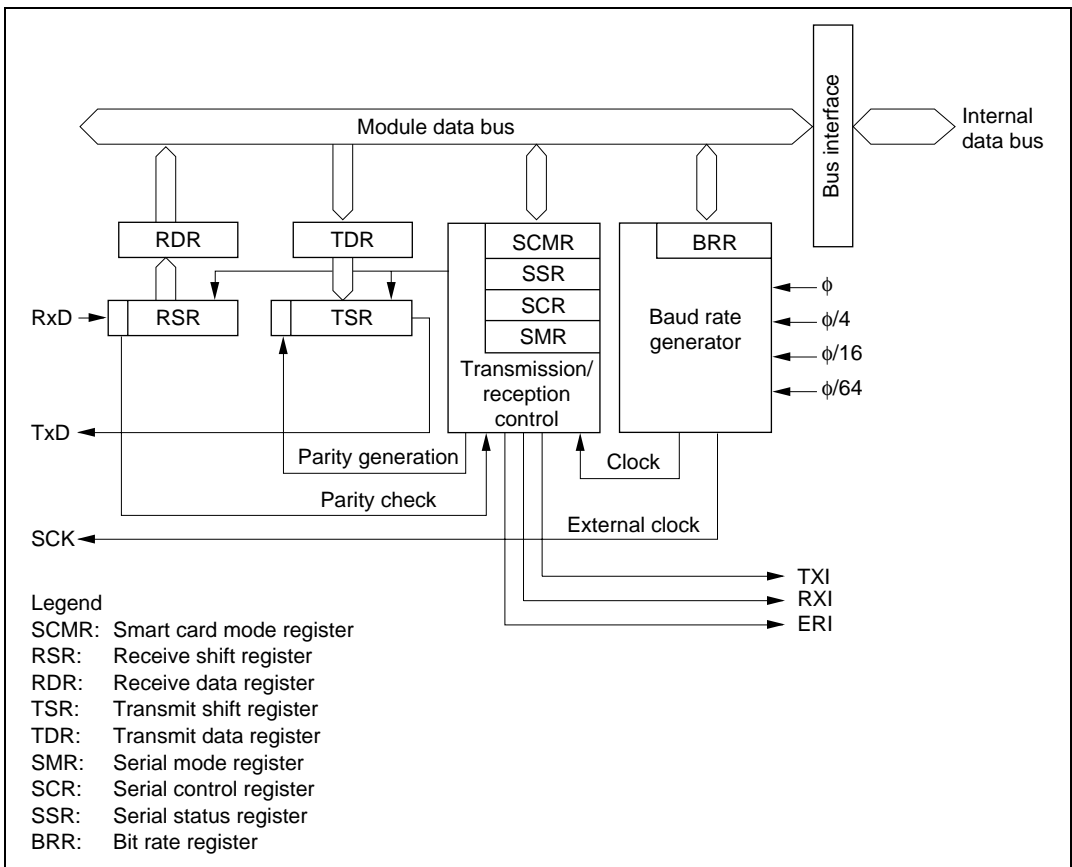 Module data bus
Bus interface
Internal
data bus
RDR
TDR
SCMR
SSR
SCR
SMR
Transmission/
reception
control
BRR
Baud rate
generator
ϕ
ϕ/4
ϕ/16
ϕ/64
RxD
RSR
TSR
TxD
Parity generation
Clock
Parity check
External clock
SCK
TXI
RXI
ERI
Legend
SCMR: Smart card mode register
RSR: Receive shift register
RDR: Receive data register
TSR: Transmit shift register
TDR: Transmit data register
SMR: Serial mode register
SCR: Serial control register
SSR: Serial status register
BRR: Bit rate register